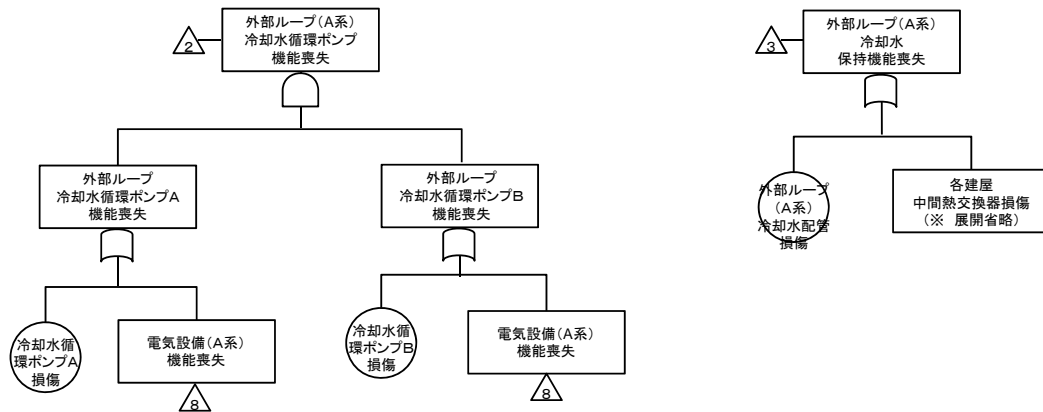 2
外部ループ(A系)
冷却水循環ポンプ
機能喪失
外部ループ
冷却水循環ポンプA
機能喪失
外部ループ
冷却水循環ポンプB
機能喪失
冷却水循
環ポンプA
損傷
電気設備(A系)
機能喪失
8
冷却水循
環ポンプB
損傷
電気設備(A系)
機能喪失
8
3
外部ループ(A系)
冷却水
保持機能喪失
外部ループ
(A系)
冷却水配管
損傷
各建屋
中間熱交換器損傷
(※ 展開省略)